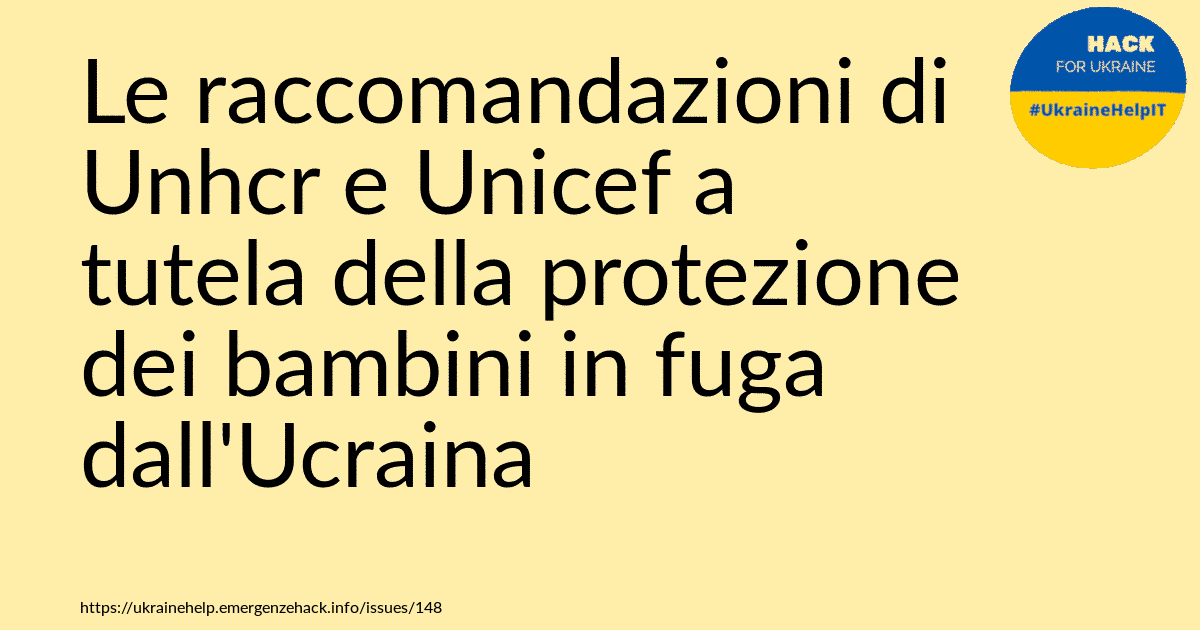 HACK
FOR UKRAINE
#UkraineHelpIT
Le raccomandazioni di
Unhcr e Unicef a
tutela della protezione
dei bambini in fuga
dall'Ucraina
https://ukrainehelp.emergenzehack.info/issues/148